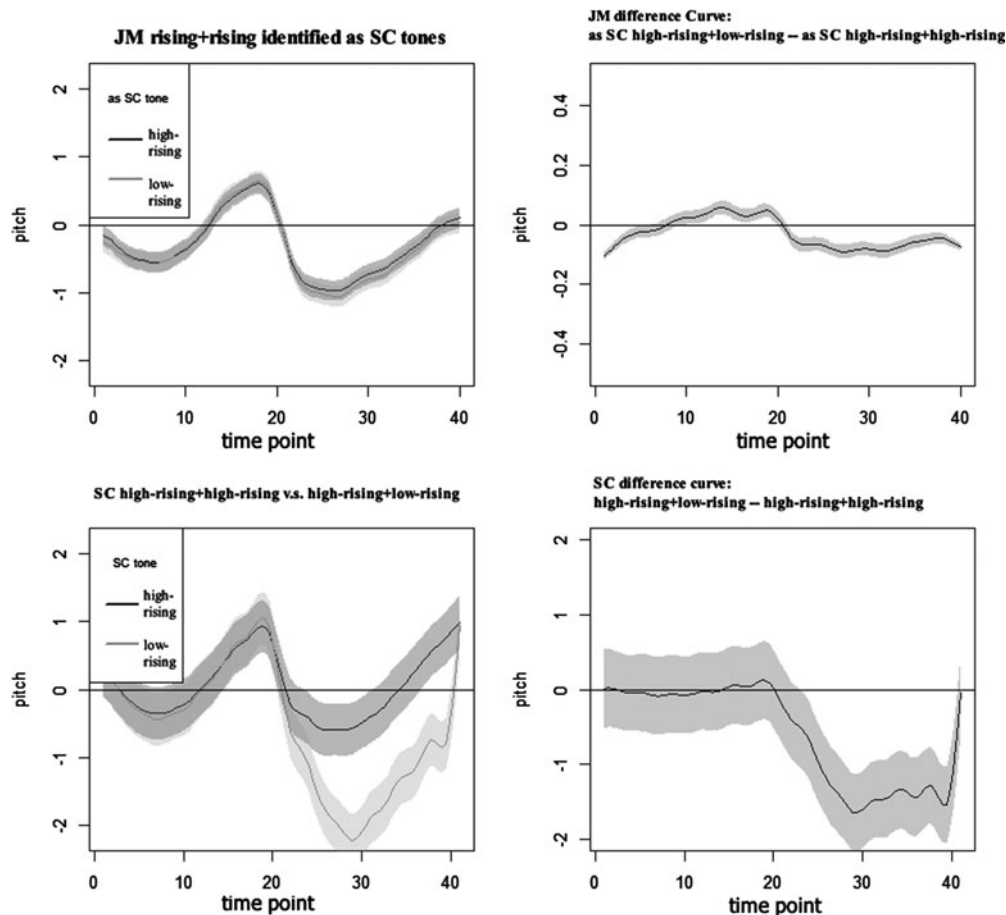 JM rising+rising identified as SC tones
as SC tone
high-
rising
low-
rising
pitch
2
1
0
-1
-2
0 10 20 30 40
time point
JM difference Curve:
as SC high-rising+low-rising -- as SC high-rising+high-rising
pitch
0.4
0.2
0.0
-0.2
-0.4
0 10 20 30 40
time point
SC high-rising+high-rising v.s. high-rising+low-rising
SC tone
high-
rising
low-
rising
pitch
2
1
0
-1
-2
0 10 20 30 40
time point
SC difference curve:
high-rising+low-rising -- high-rising+high-rising
pitch
2
1
0
-1
-2
0 10 20 30 40
time point